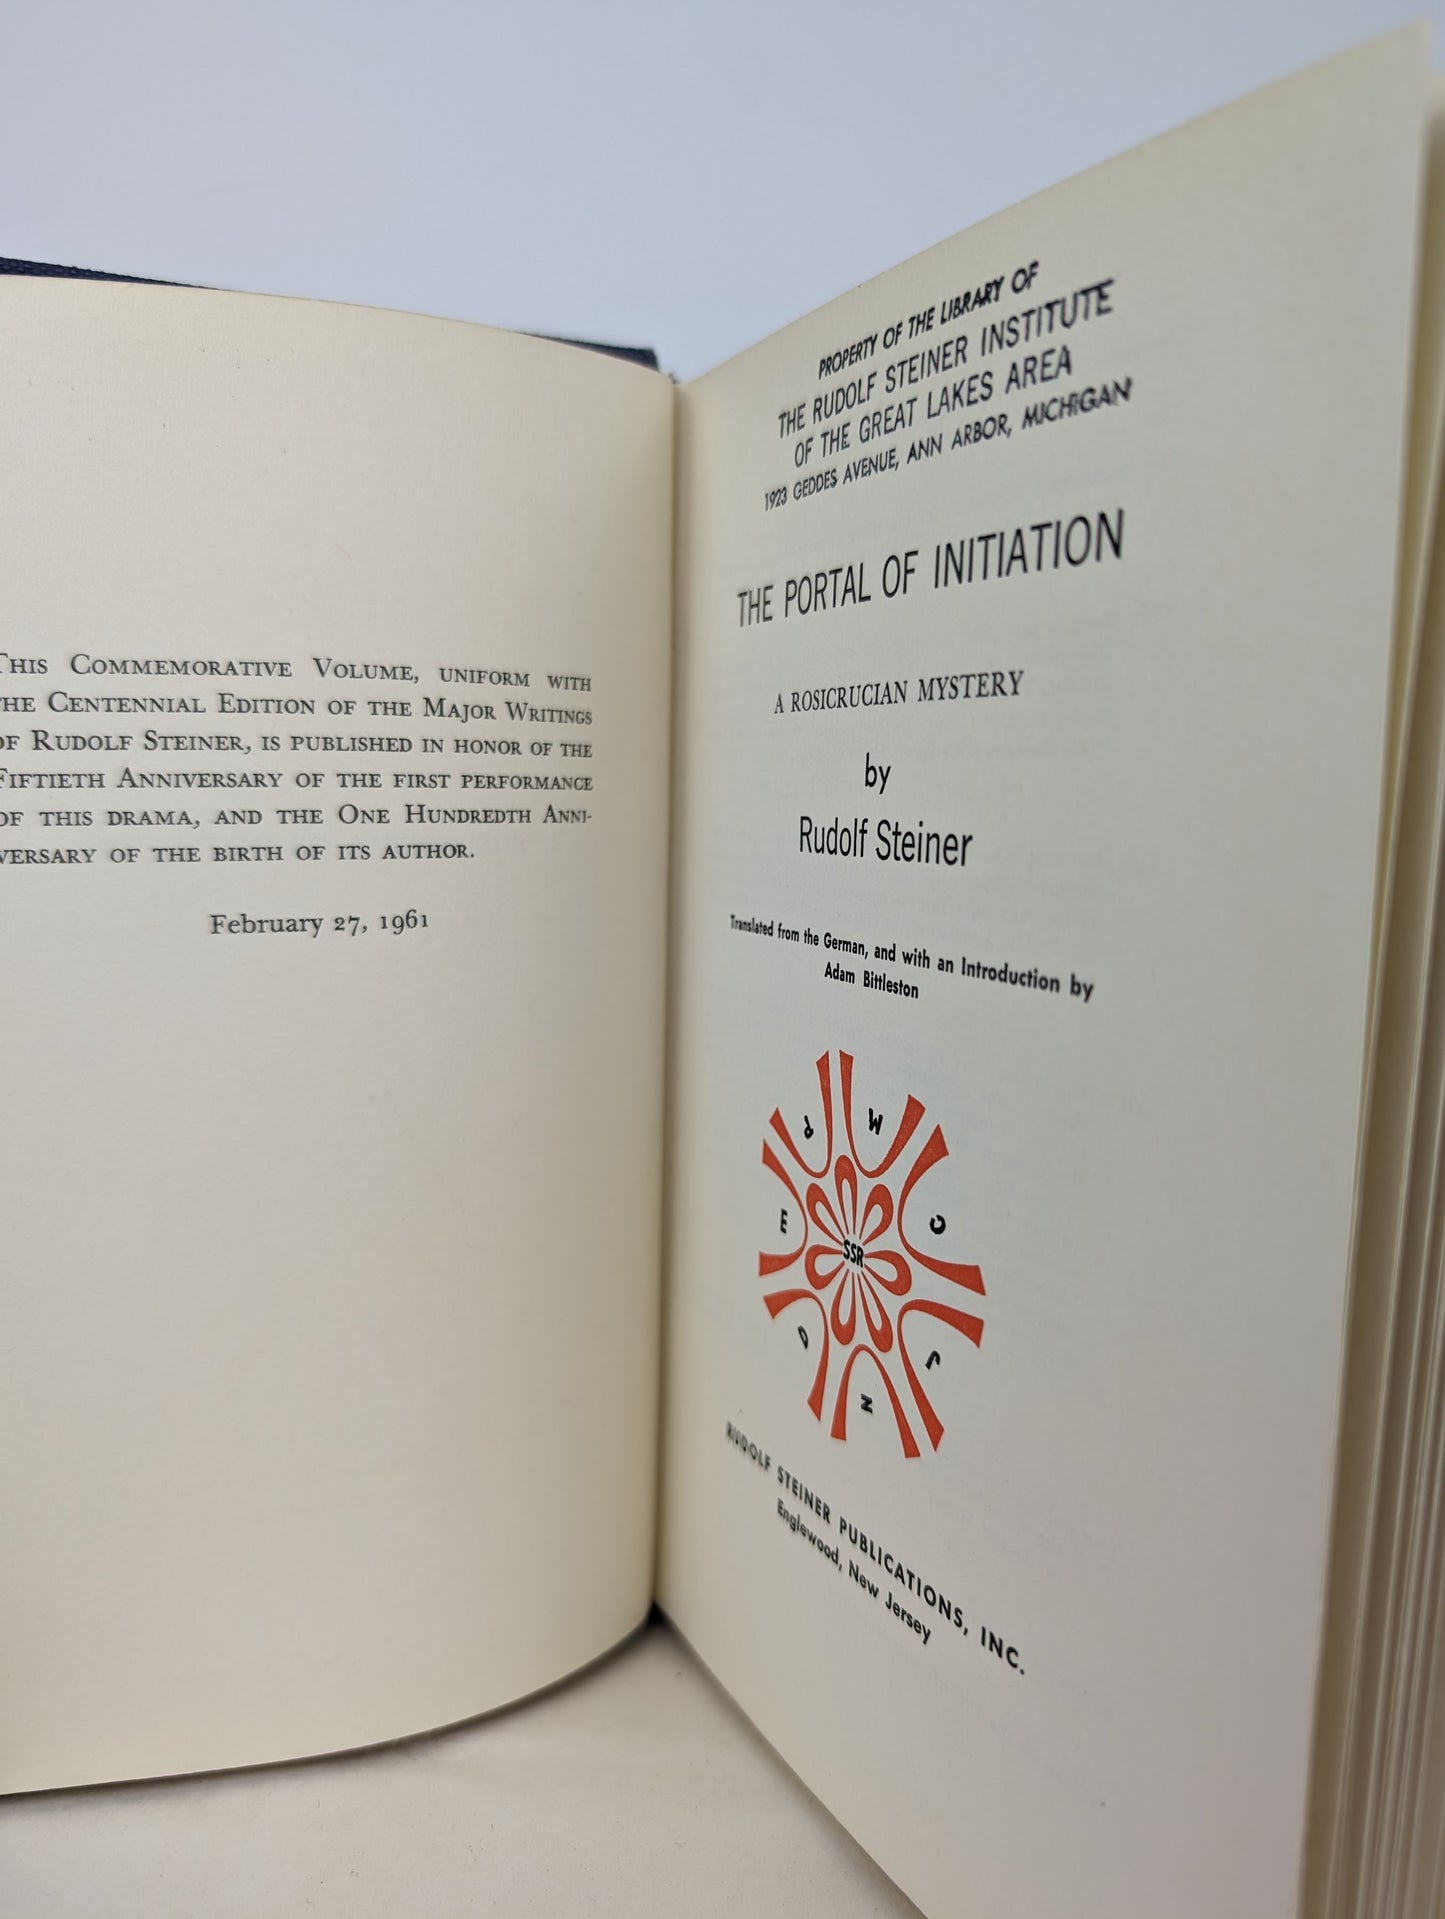 THIS COMMEMORATIVE VOLUME, UNIFORM WITH
THE CENTENNIAL EDITION OF THE MAJOR WRITINGS
OF RUDOLF STEINER, IS PUBLISHED IN HONOR OF THE
FIFTIETH ANNIVERSARY OF THE FIRST PERFORMANCE
OF THIS DRAMA, AND THE ONE HUNDREDTH ANNI-
VERSARY OF THE BIRTH OF ITS AUTHOR.
February 27, 1961
PROPERTY OF THE LIBRARY OF
THE RUDOLF STEINER INSTITUTE
OF THE GREAT LAKES AREA
1923 GEDDES AVENUE, ANN ARBOR, MICHIGAN
THE PORTAL OF INITIATION
A ROSICRUCIAN MYSTERY
by
Rudolf Steiner
Translated from the German, and with an Introduction by
Adam Bittleston
P M
E C
SSR
D J
N
RUDOLF STEINER PUBLICATIONS, INC.
Englewood, New Jersey